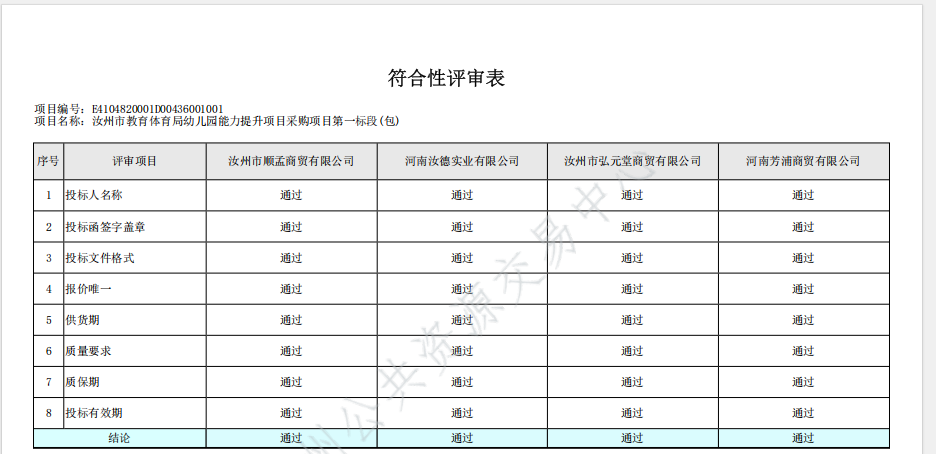 符合性评审表
项目编号：E4104820001D00436001001
项目名称：汝州市教育体育局幼儿园能力提升项目采购项目第一标段(包)
序号 评审项目 汝州市顺孟商贸有限公司 河南汝德实业有限公司 汝州市弘元堂商贸有限公司 河南芳浦商贸有限公司
1 投标人名称 通过 通过 通过 通过
2 投标函签字盖章 通过 通过 通过 通过
3 投标文件格式 通过 通过 通过 通过
4 报价唯一 通过 通过 通过 通过
5 供货期 通过 通过 通过 通过
6 质量要求 通过 通过 通过 通过
7 质保期 通过 通过 通过 通过
8 投标有效期 通过 通过 通过 通过
结论 通过 通过 通过 通过
州公共资源交易中心